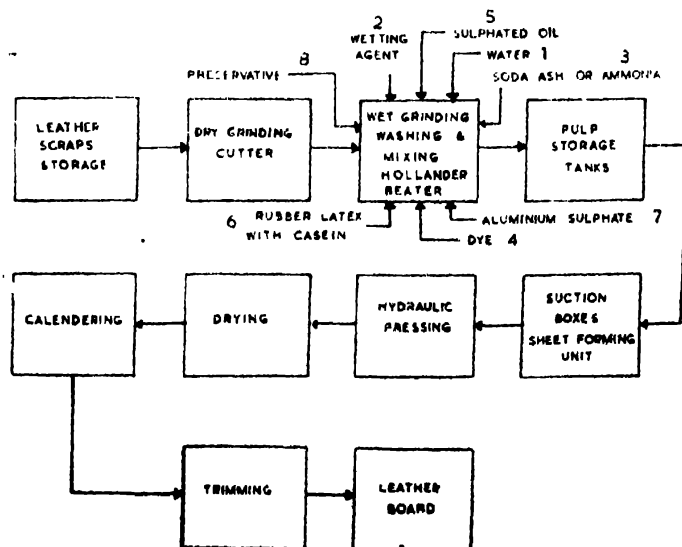 2
WETTING
AGENT
5
SULPHATED OIL
WATER 1
3
SODA ASH OR AMMONIA
8
PRESERVATIVE
LEATHER
SCRAPS
STORAGE
DRY GRINDING
CUTTER
WET GRINDING
WASHING &
MIXING
HOLLANDER
BEATER
PULP
STORAGE
TANKS
6 RUBBER LATEX
WITH CASEIN
ALUMINIUM SULPHATE 7
DYE 4
CALENDERING
DRYING
HYDRAULIC
PRESSING
SUCTION
BOXES
SHEET FORMING
UNIT
TRIMMING
LEATHER
BOARD